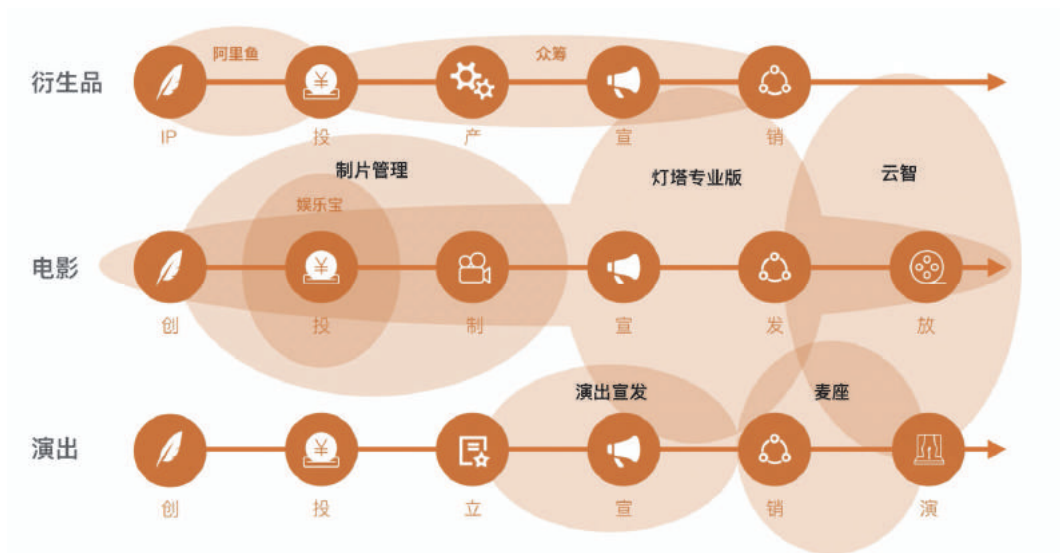 阿里鱼
众筹
衍生品
IP
投
产
宣
销
制片管理
灯塔专业版
云智
娱乐宝
电影
创
投
制
宣
发
放
演出宣发
麦座
演出
创
投
立
宣
销
演